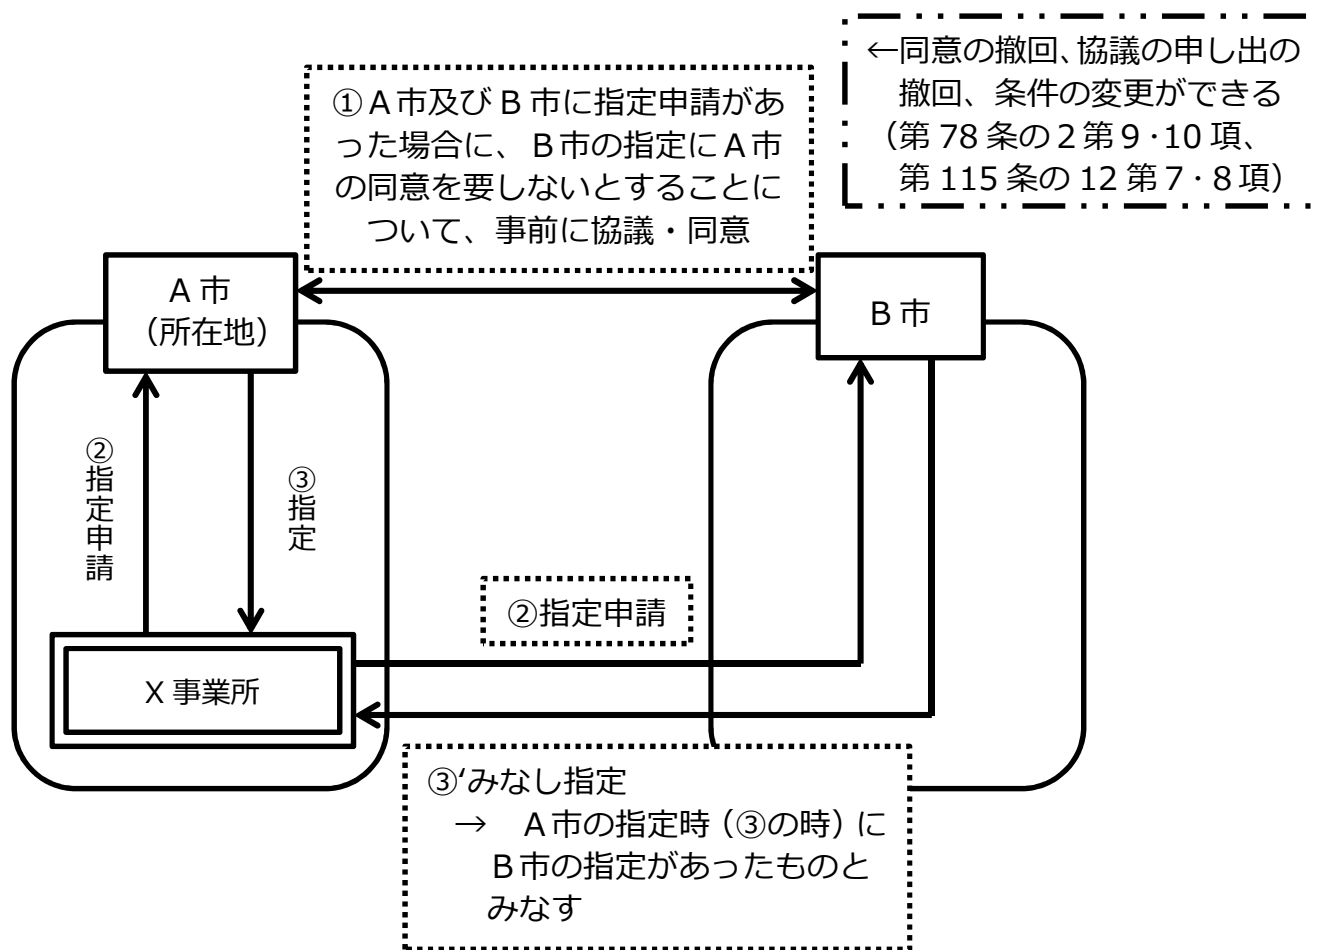 ←同意の撤回、協議の申し出の
撤回、条件の変更ができる
（第78条の2第9・10項、
第115条の12第7・8項）
①A市及びB市に指定申請があ
った場合に、B市の指定にA市
の同意を要しないとすることに
ついて、事前に協議・同意
A市
（所在地）
B市
②指定申請
③指定
②指定申請
X事業所
③‘みなし指定
→　A市の指定時（③の時）に
B市の指定があったものと
みなす